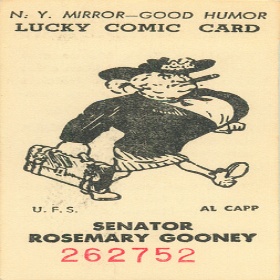 N. Y. MIRROR—GOOD HUMOR
LUCKY COMIC CARD
U. F. S.
AL CAPP
SENATOR
ROSEMARY GOONEY
262752